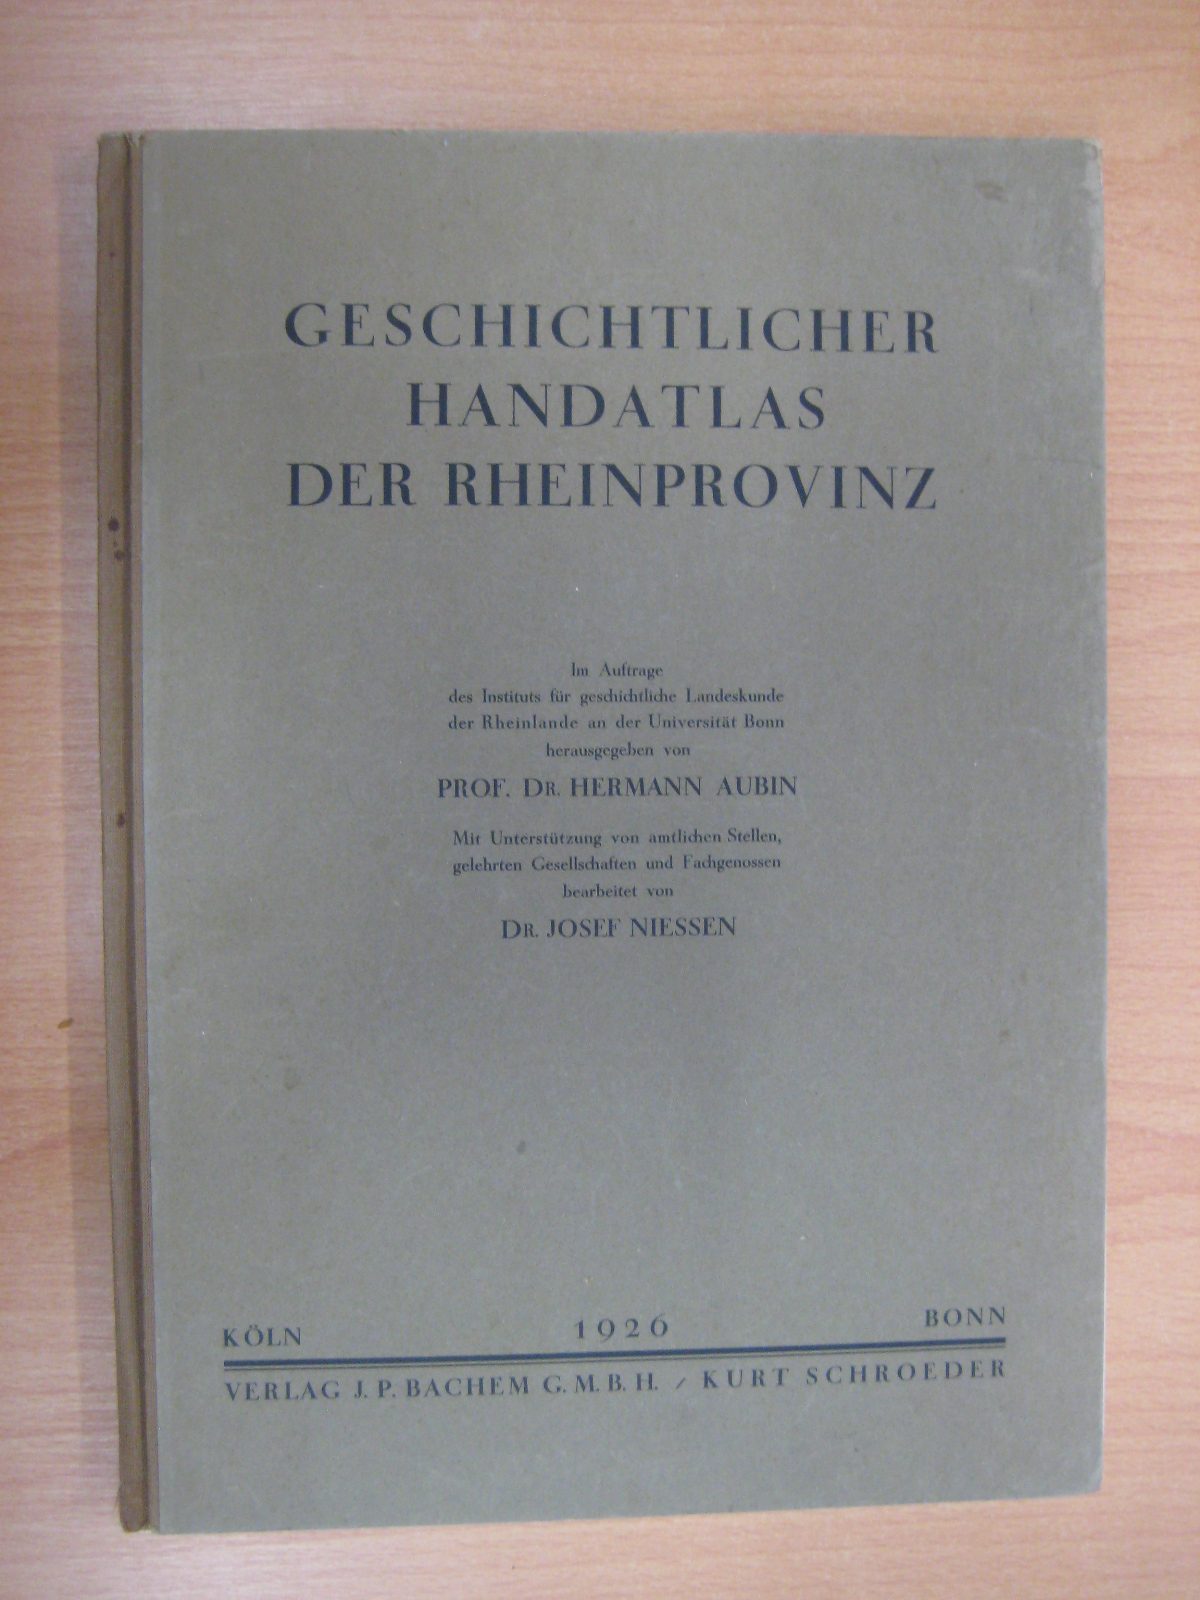 GESCHICHTLICHER
HANDATLAS
DER RHEINPROVINZ
Im Auftrage
des Instituts für geschichtliche Landeskunde
der Rheinlande an der Universität Bonn
herausgegeben von
PROF. DR. HERMANN AUBIN
Mit Unterstützung von amtlichen Stellen,
gelehrten Gesellschaften und Fachgenossen
bearbeitet von
DR. JOSEF NIESSEN
KÖLN 1926 BONN
VERLAG J. P. BACHEM G. M. B. H. / KURT SCHROEDER